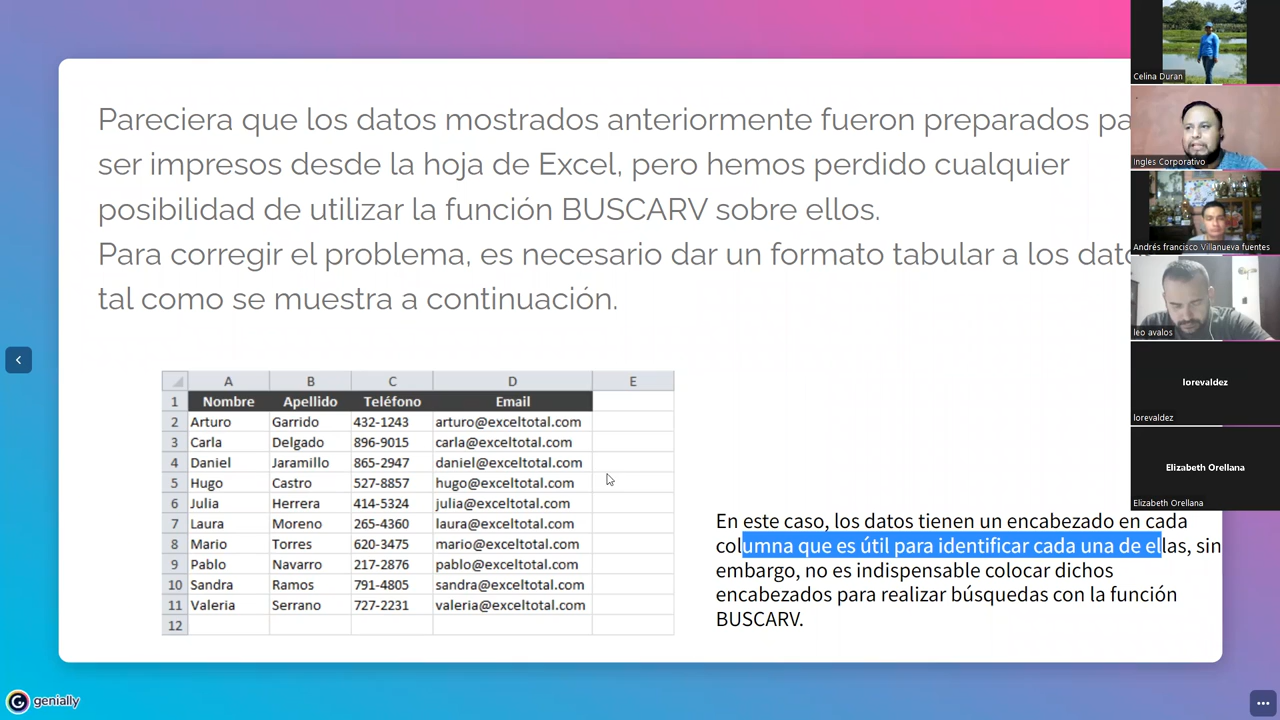 Pareciera que los datos mostrados anteriormente fueron preparados pa
ser impresos desde la hoja de Excel, pero hemos perdido cualquier
posibilidad de utilizar la función BUSCARV sobre ellos.
Para corregir el problema, es necesario dar un formato tabular a los dato
tal como se muestra a continuación.
A B C D E
1 Nombre Apellido Teléfono Email
2 Arturo Garrido 432-1243 arturo@exceltotal.com
3 Carla Delgado 896-9015 carla@exceltotal.com
4 Daniel Jaramillo 865-2947 daniel@exceltotal.com
5 Hugo Castro 527-8857 hugo@exceltotal.com
6 Julia Herrera 414-5324 julia@exceltotal.com
7 Laura Moreno 265-4360 laura@exceltotal.com
8 Mario Torres 620-3475 mario@exceltotal.com
9 Pablo Navarro 217-2876 pablo@exceltotal.com
10 Sandra Ramos 791-4805 sandra@exceltotal.com
11 Valeria Serrano 727-2231 valeria@exceltotal.com
12
En este caso, los datos tienen un encabezado en cada
columna que es útil para identificar cada una de ellas, sin
embargo, no es indispensable colocar dichos
encabezados para realizar búsquedas con la función
BUSCARV.
Celina Duran
Ingles Corporativo
Andrés francisco Villanueva fuentes
leo avalos
lorevaldez
lorevaldez
Elizabeth Orellana
Elizabeth Orellana
genially